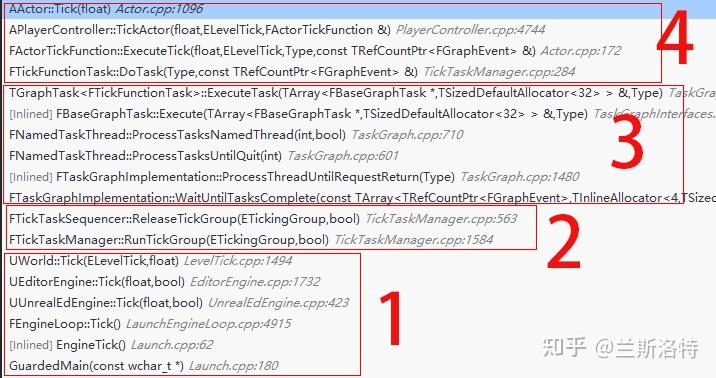 AActor::Tick(float) Actor.cpp:1096
APlayerController::TickActor(float,ELevelTick,FActorTickFunction &) PlayerController.cpp:4744
FActorTickFunction::ExecuteTick(float,ELevelTick,Type,const TRefCountPtr<FGraphEvent> &) Actor.cpp:172
FTickFunctionTask::DoTask(Type,const TRefCountPtr<FGraphEvent> &) TickTaskManager.cpp:284
4
TGraphTask<FTickFunctionTask>::ExecuteTask(TArray<FBaseGraphTask *,TSizedDefaultAllocator<32> > &,Type) TaskGra
[Inlined] FBaseGraphTask::Execute(TArray<FBaseGraphTask *,TSizedDefaultAllocator<32> > &,Type) TaskGraphInterfaces.
FNamedTaskThread::ProcessTasksNamedThread(int,bool) TaskGraph.cpp:710
FNamedTaskThread::ProcessTasksUntilQuit(int) TaskGraph.cpp:601
[Inlined] FTaskGraphImplementation::ProcessThreadUntilRequestReturn(Type) TaskGraph.cpp:1480
FTaskGraphImplementation::WaitUntilTasksComplete(const TArray<TRefCountPtr<FGraphEvent>,TInlineAllocator<4,TSized
3
FTickTaskSequencer::ReleaseTickGroup(ETickingGroup,bool) TickTaskManager.cpp:563
FTickTaskManager::RunTickGroup(ETickingGroup,bool) TickTaskManager.cpp:1584
2
UWorld::Tick(ELevelTick,float) LevelTick.cpp:1494
UEditorEngine::Tick(float,bool) EditorEngine.cpp:1732
UUnrealEdEngine::Tick(float,bool) UnrealEdEngine.cpp:423
FEngineLoop::Tick() LaunchEngineLoop.cpp:4915
[Inlined] EngineTick() Launch.cpp:62
GuardedMain(const wchar_t *) Launch.cpp:180
1
知乎 @兰斯洛特